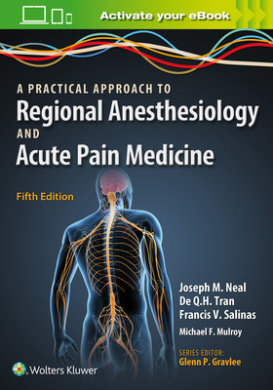 Activate your eBook
A PRACTICAL APPROACH TO
Regional Anesthesiology
AND
Acute Pain Medicine
Fifth Edition
Joseph M. Neal
De Q.H. Tran
Francis V. Salinas
Michael F. Mulroy
SERIES EDITOR:
Glenn P. Gravlee
Wolters Kluwer